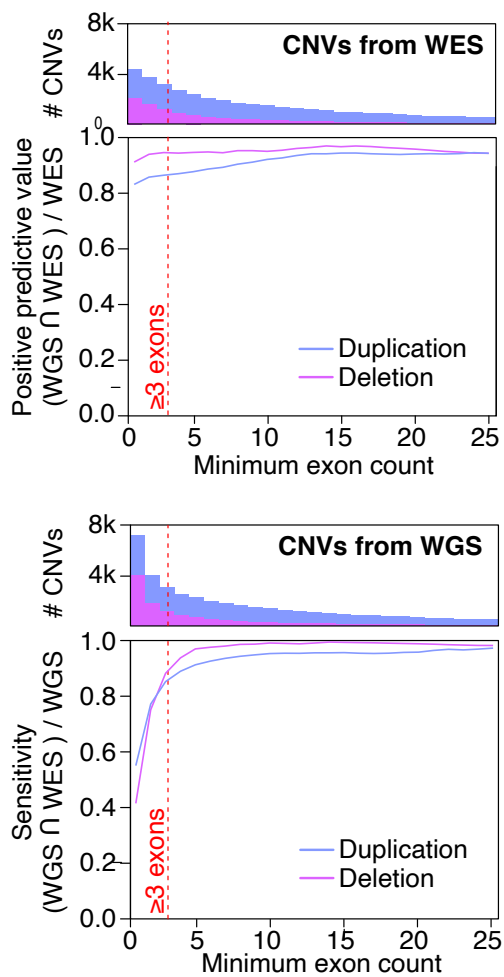 8k
CNVs from WES
4k
# CNVs
0
1.0
0.8
0.6
0.4
0.2
0.0
Positive predictive value
(WGS ∩ WES ) / WES
≥3 exons
Duplication
Deletion
0 5 10 15 20 25
Minimum exon count
8k
CNVs from WGS
4k
# CNVs
1.0
0.8
0.6
0.4
0.2
0.0
Sensitivity
(WGS ∩ WES ) / WGS
≥3 exons
Duplication
Deletion
0 5 10 15 20 25
Minimum exon count